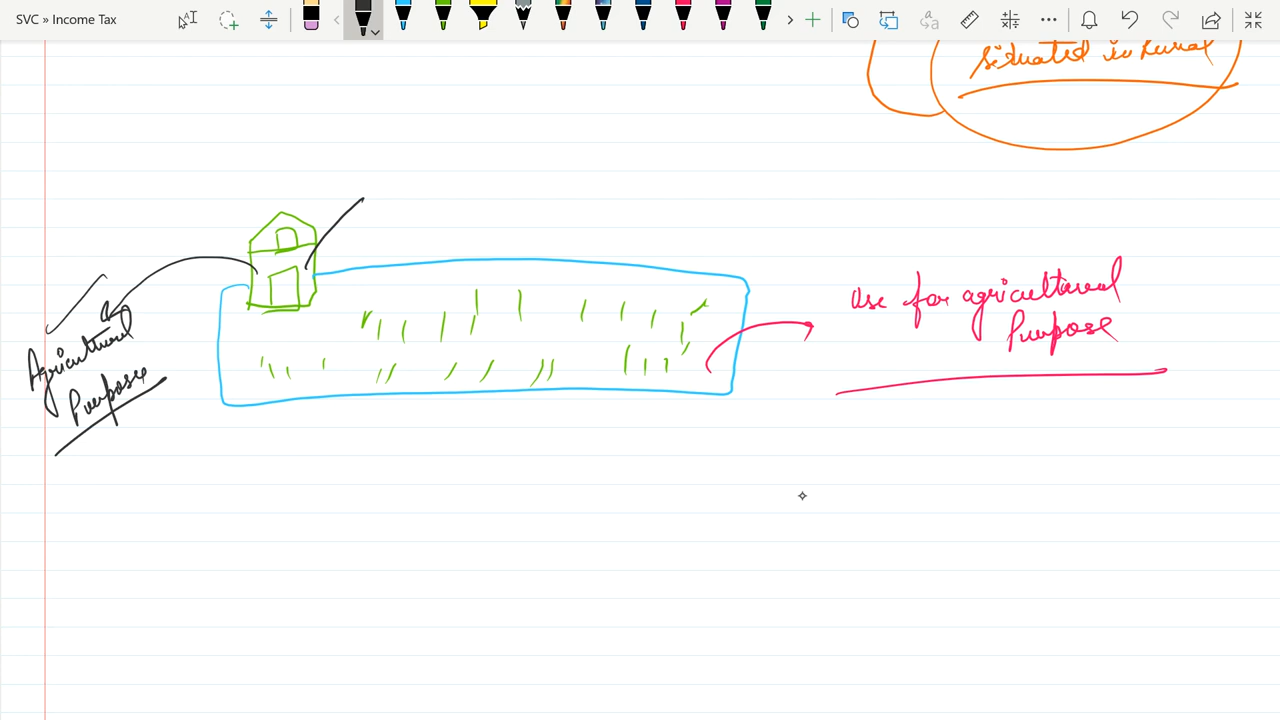 SVC » Income Tax
situated in Rural
Use for agricultural
Purpose
Agricultural
Purpose